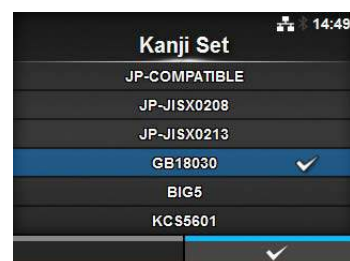 14:49
Kanji Set
JP-COMPATIBLE
JP-JISX0208
JP-JISX0213
GB18030
BIG5
KCS5601